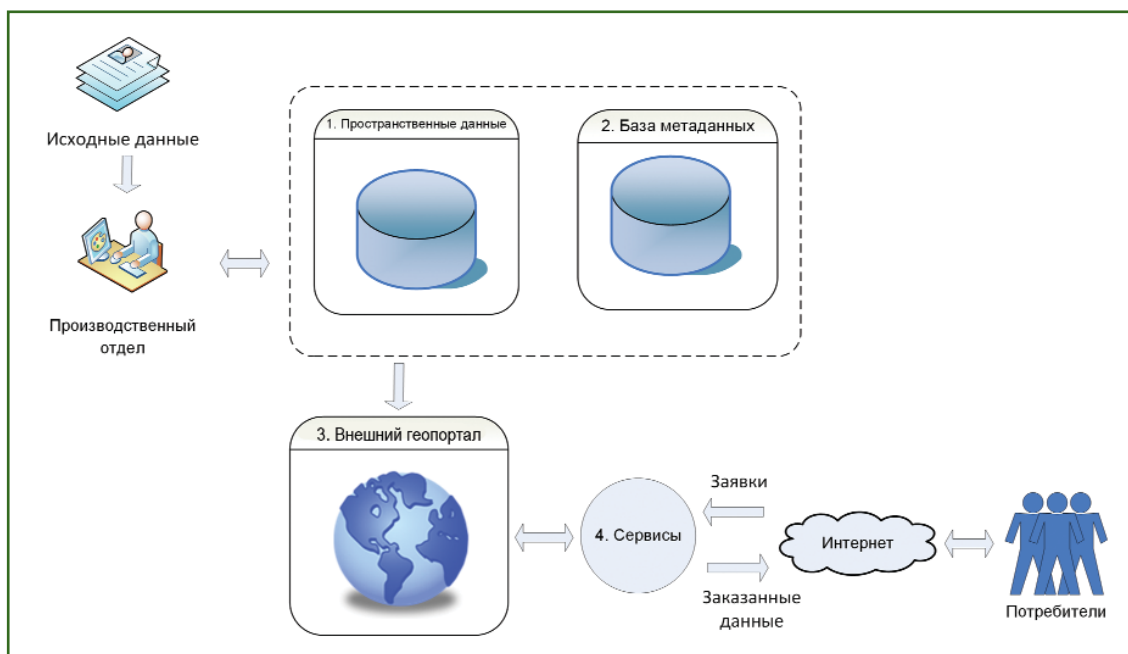 Исходные данные
1. Пространственные данные
2. База метаданных
Производственный
отдел
3. Внешний геопортал
4. Сервисы
Заявки
Заказанные
данные
Интернет
Потребители